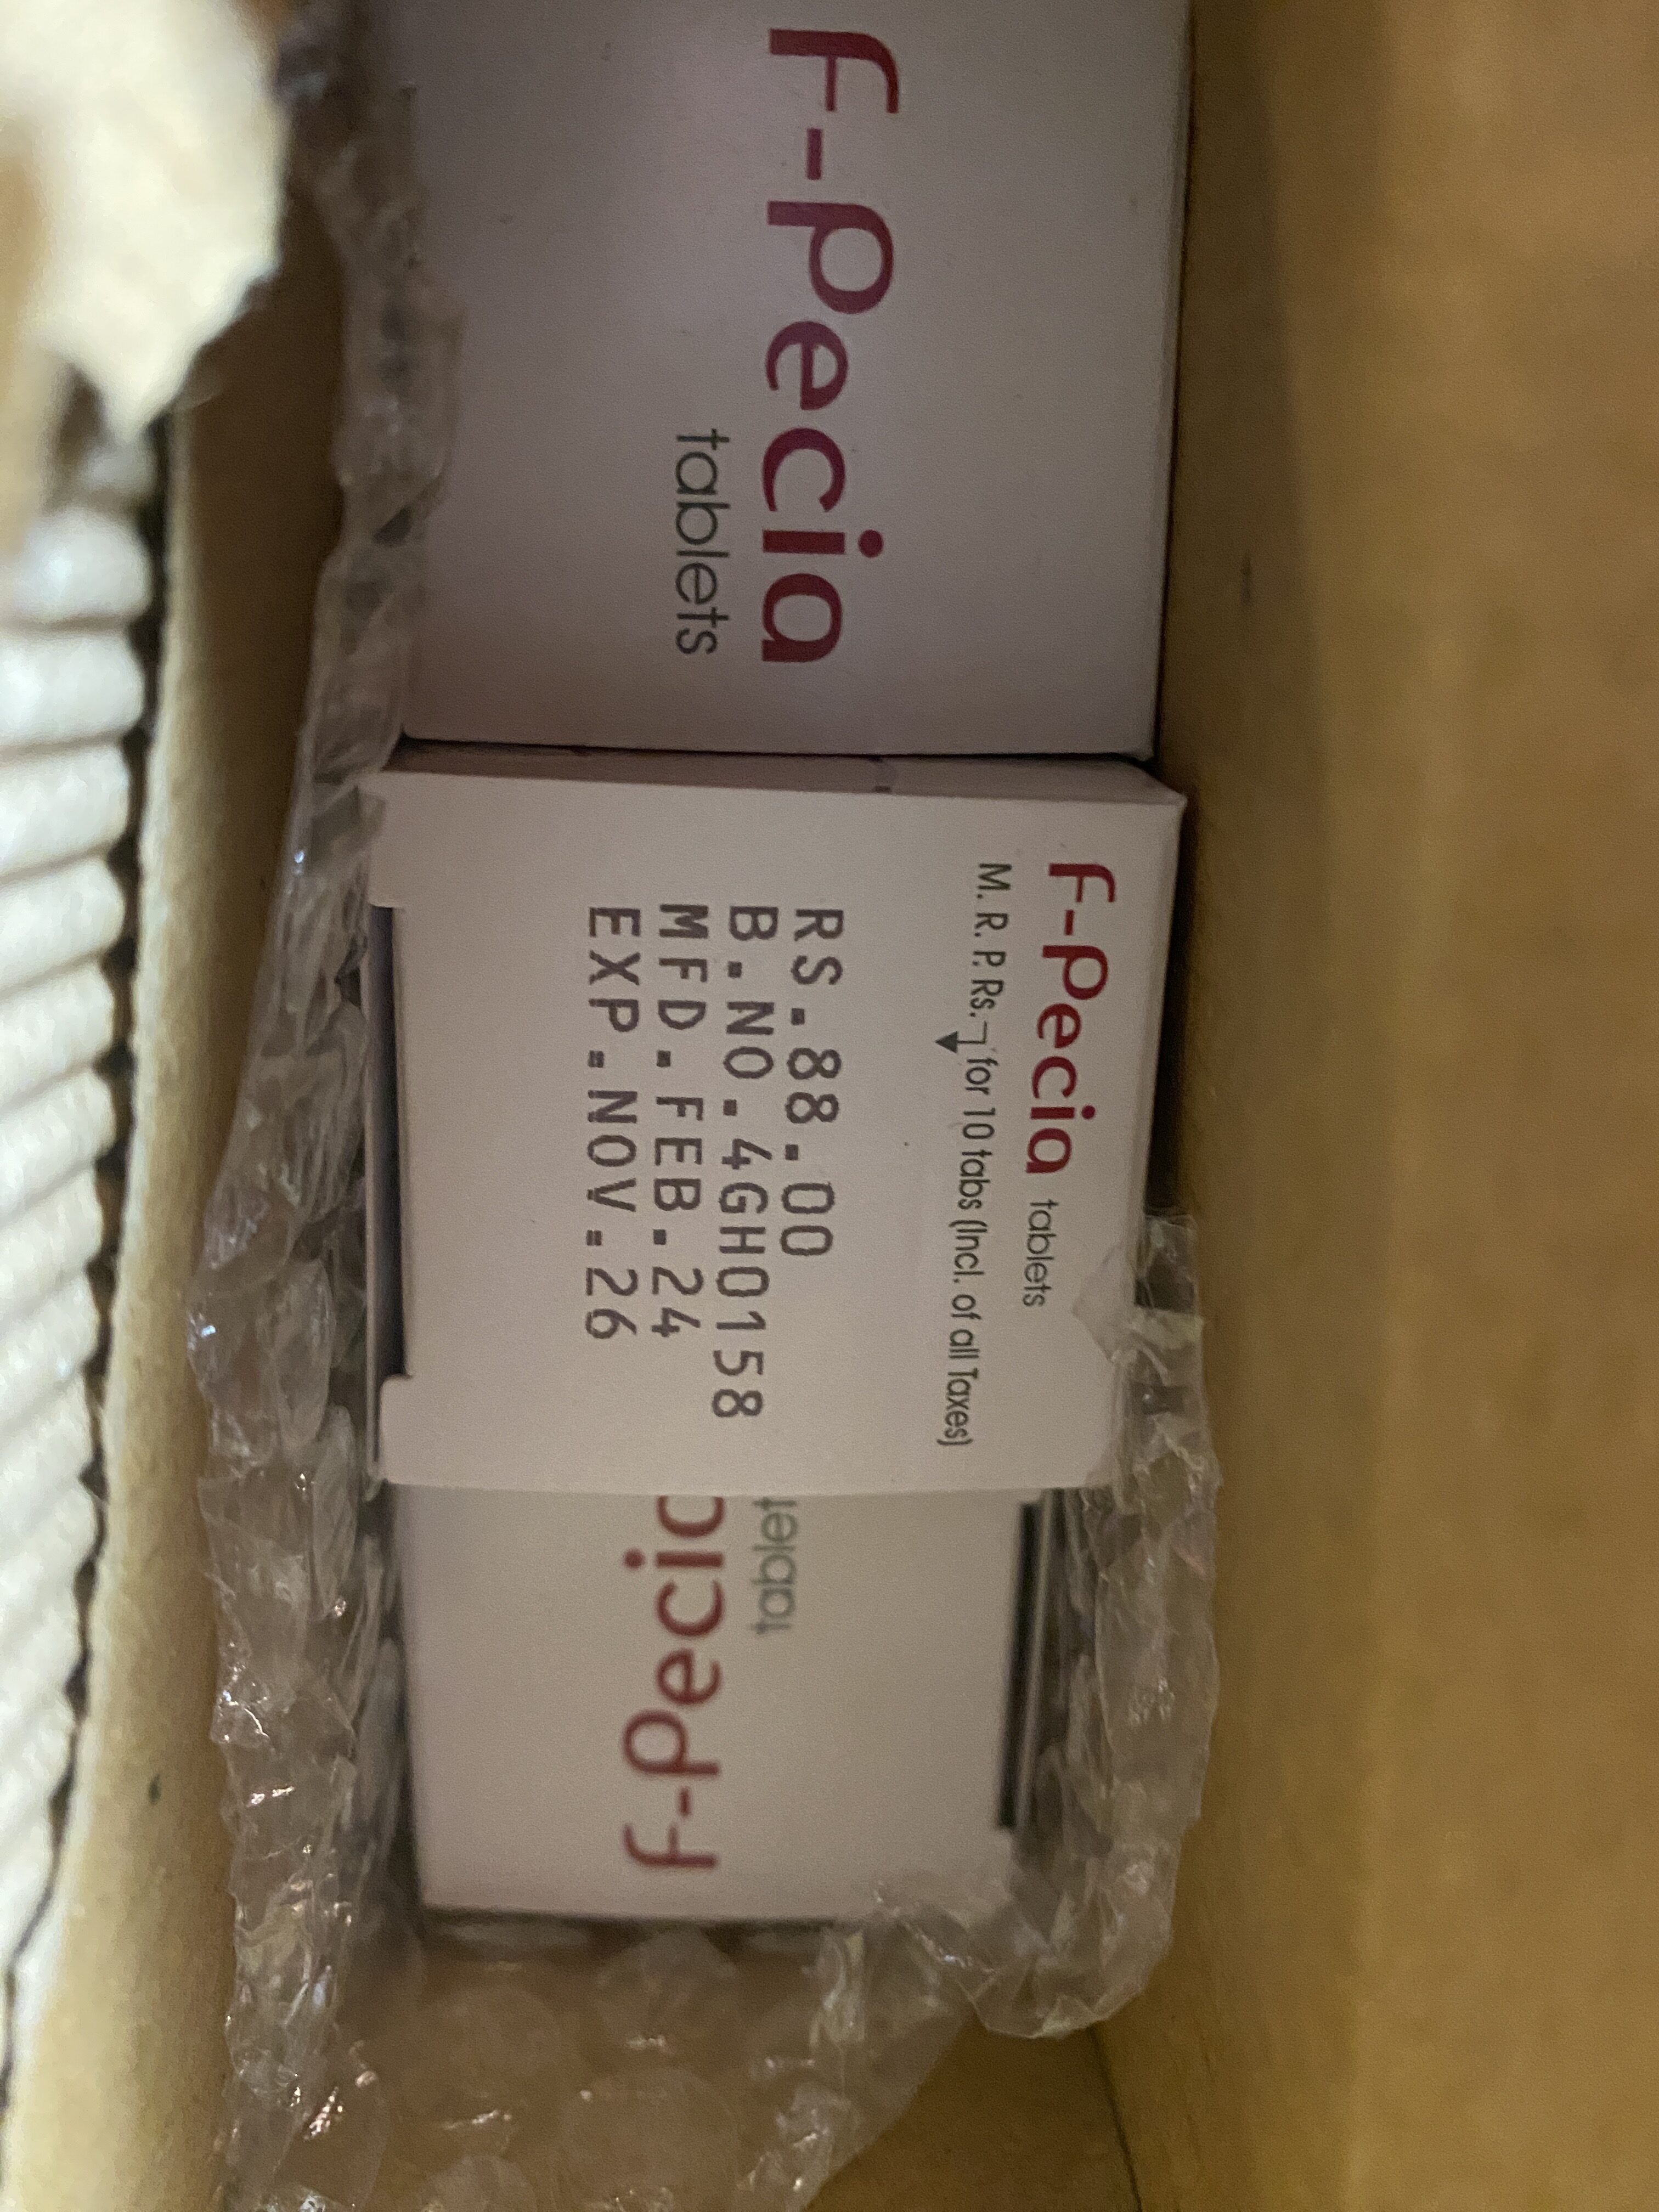 F-Pecia
tablets
F-Pecia tablets
M. R. P. Rs. for 10 tabs (Incl. of all Taxes)
RS.88.00
B.NO.4GH0158
MFD.FEB.24
EXP.NOV.26
F-Pecia
tablet